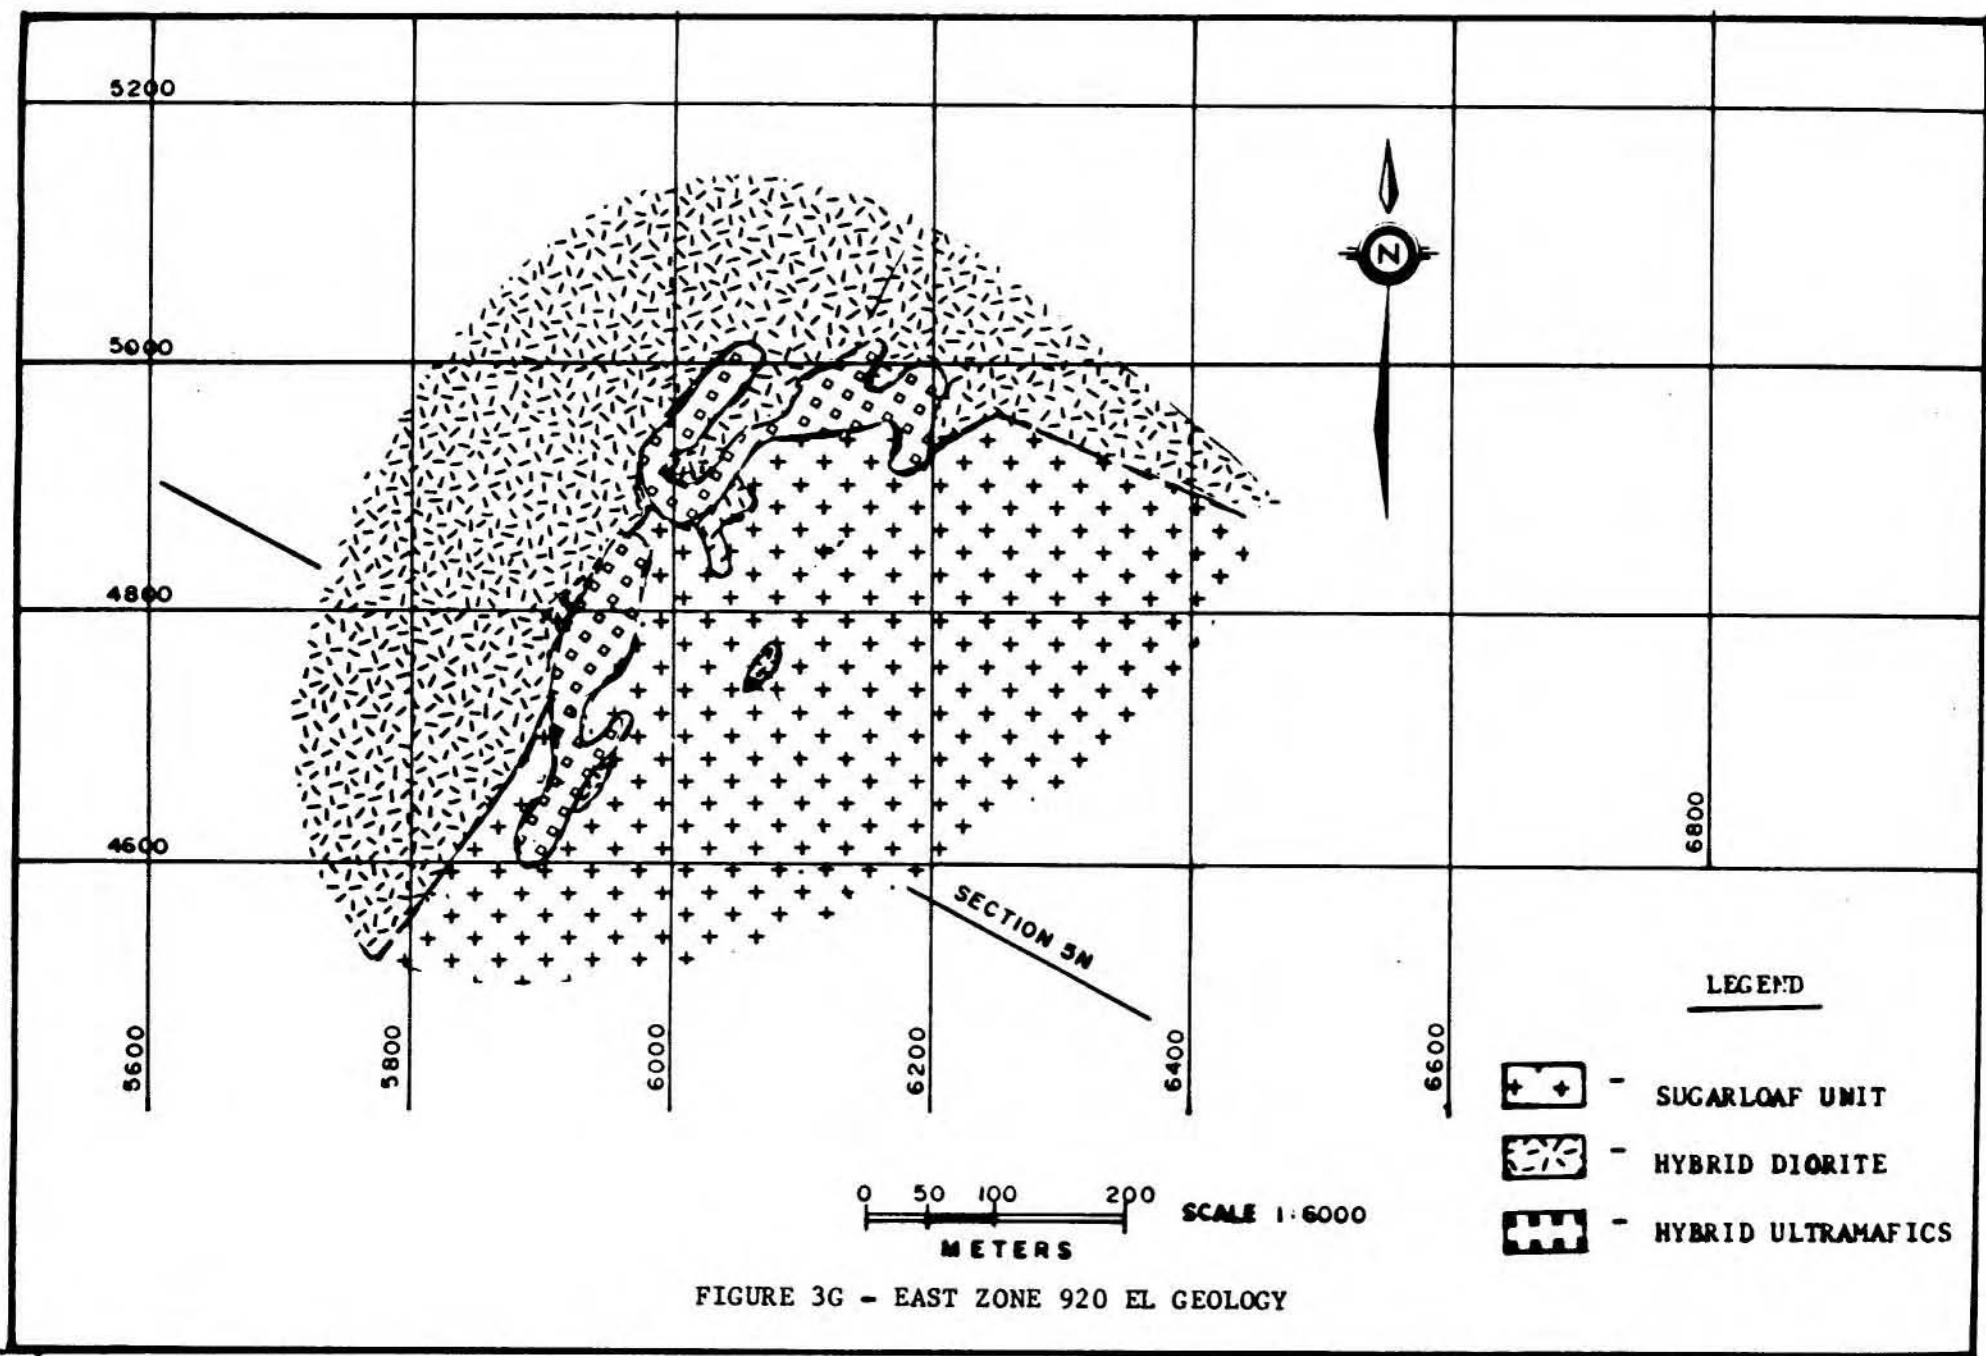 5200
5000
4800
4600
N
SECTION 5N
5600
5800
6000
6200
6400
6600
6800
LEGEND
- SUGARLOAF UNIT
- HYBRID DIORITE
- HYBRID ULTRAMAFICS
0 50 100 200
SCALE 1:6000
METERS
FIGURE 3G - EAST ZONE 920 EL GEOLOGY